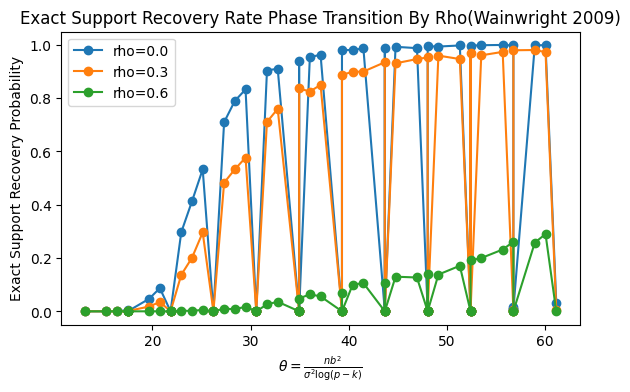 Exact Support Recovery Rate Phase Transition By Rho(Wainwright 2009)
rho=0.0
rho=0.3
rho=0.6
Exact Support Recovery Probability
1.0
0.8
0.6
0.4
0.2
0.0
20 30 40 50 60
θ = nb² / σ² log(p − k)